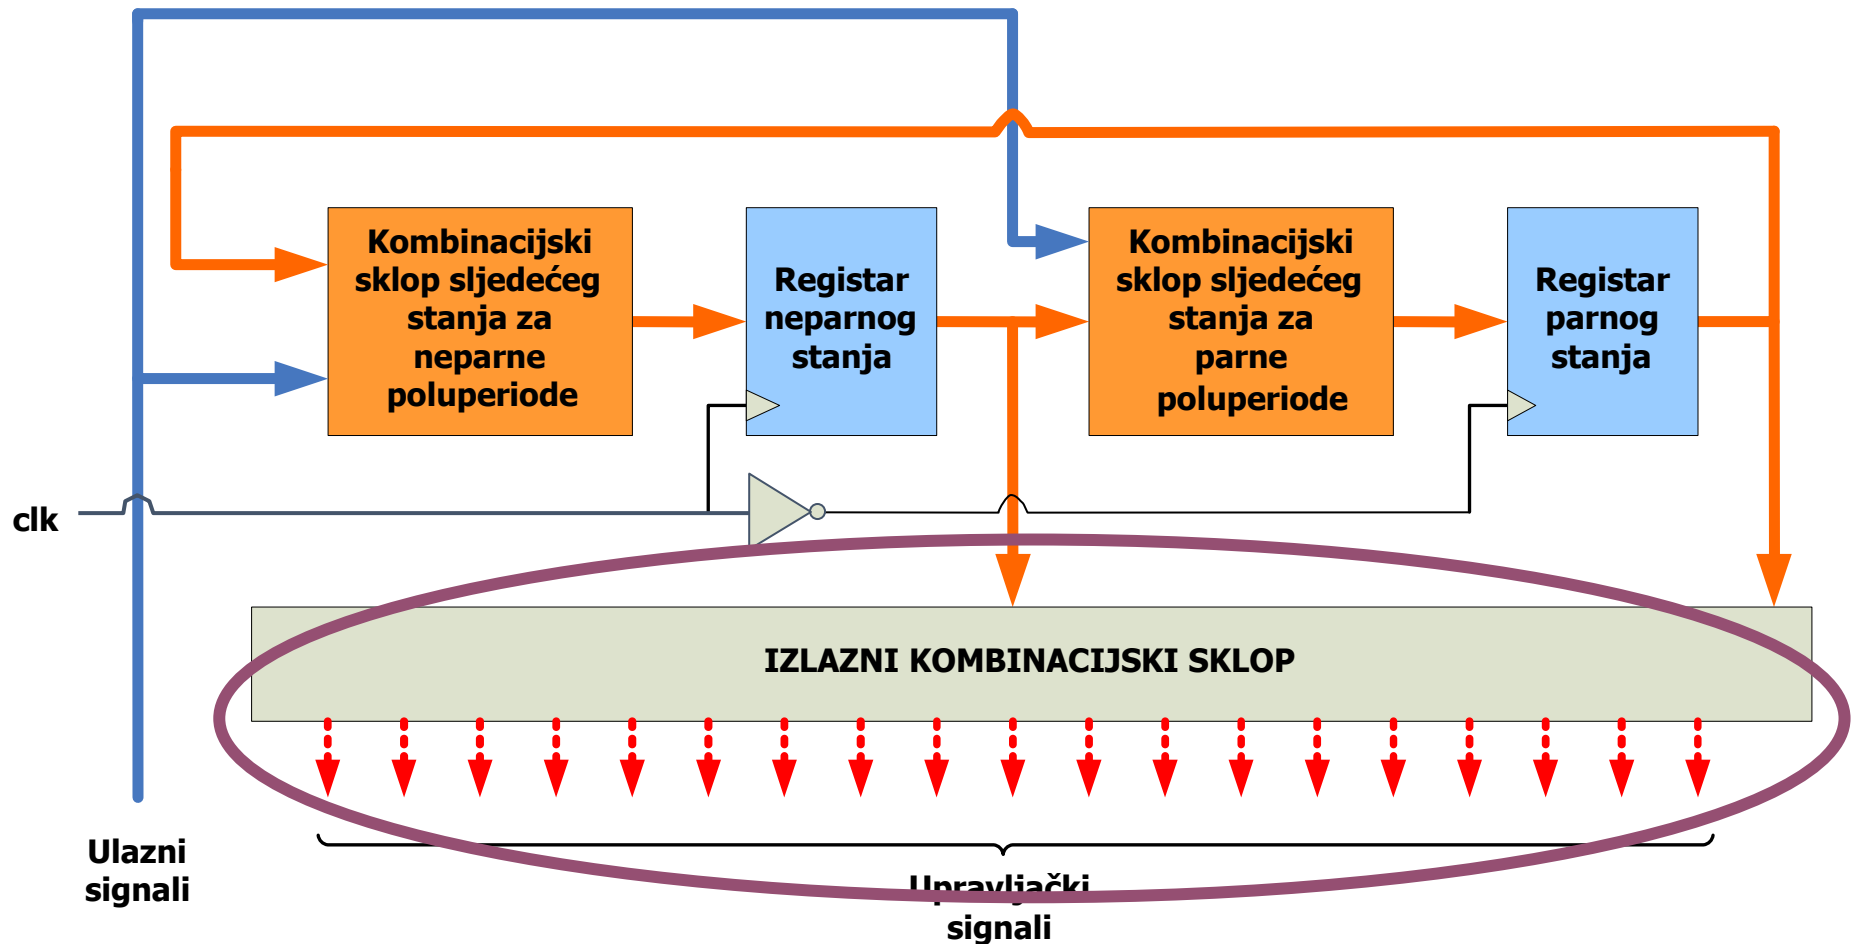 Kombinacijski
sklop sljedećeg
stanja za
neparne
poluperiode
Registar
neparnog
stanja
Kombinacijski
sklop sljedećeg
stanja za
parne
poluperiode
Registar
parnog
stanja
clk
IZLAZNI KOMBINACIJSKI SKLOP
Ulazni
signali
Upravljački
signali